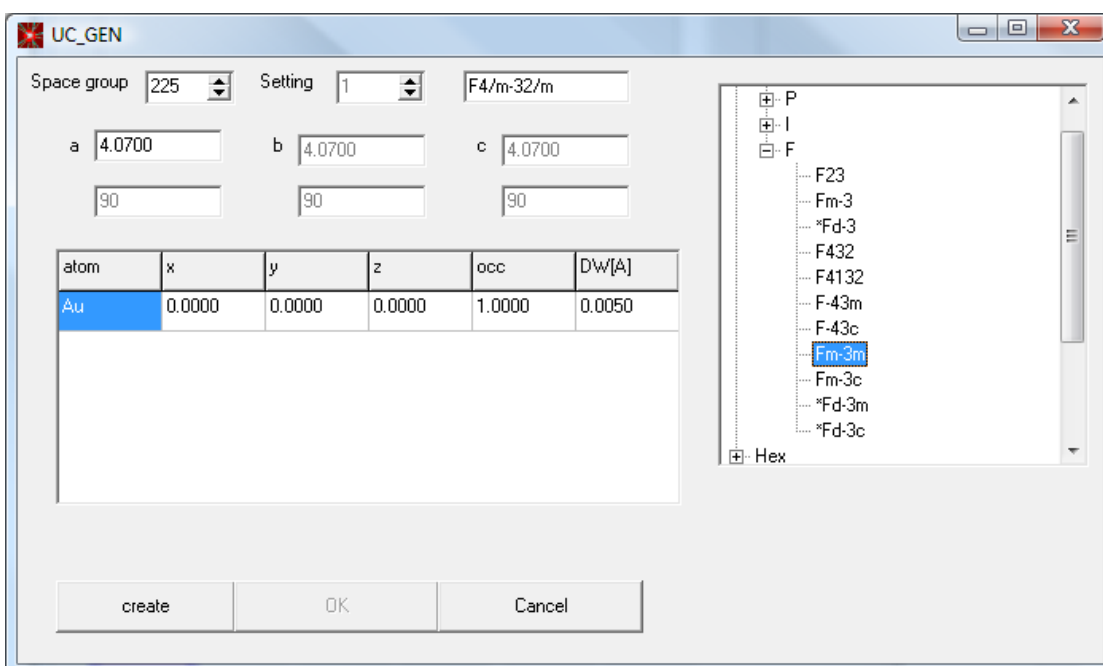 UC_GEN
Space group 225 Setting 1 F4/m-32/m
a 4.0700 b 4.0700 c 4.0700
90 90 90
atom x y z occ DW[A]
Au 0.0000 0.0000 0.0000 1.0000 0.0050
create OK Cancel
P
I
F
F23
Fm-3
*Fd-3
F432
F4132
F-43m
F-43c
Fm-3m
Fm-3c
*Fd-3m
*Fd-3c
Hex